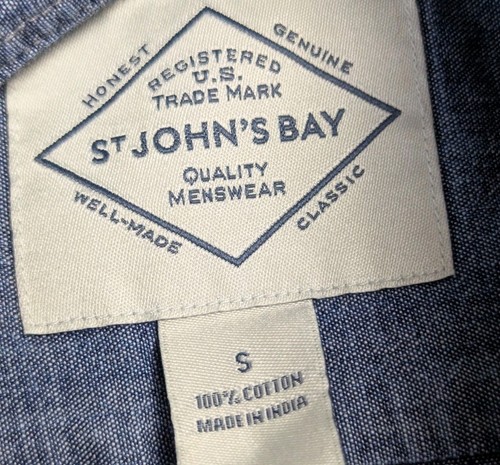 HONEST
GENUINE
REGISTERED
U.S.
TRADE MARK
ST JOHN'S BAY
QUALITY
MENSWEAR
WELL-MADE
CLASSIC
S
100% COTTON
MADE IN INDIA